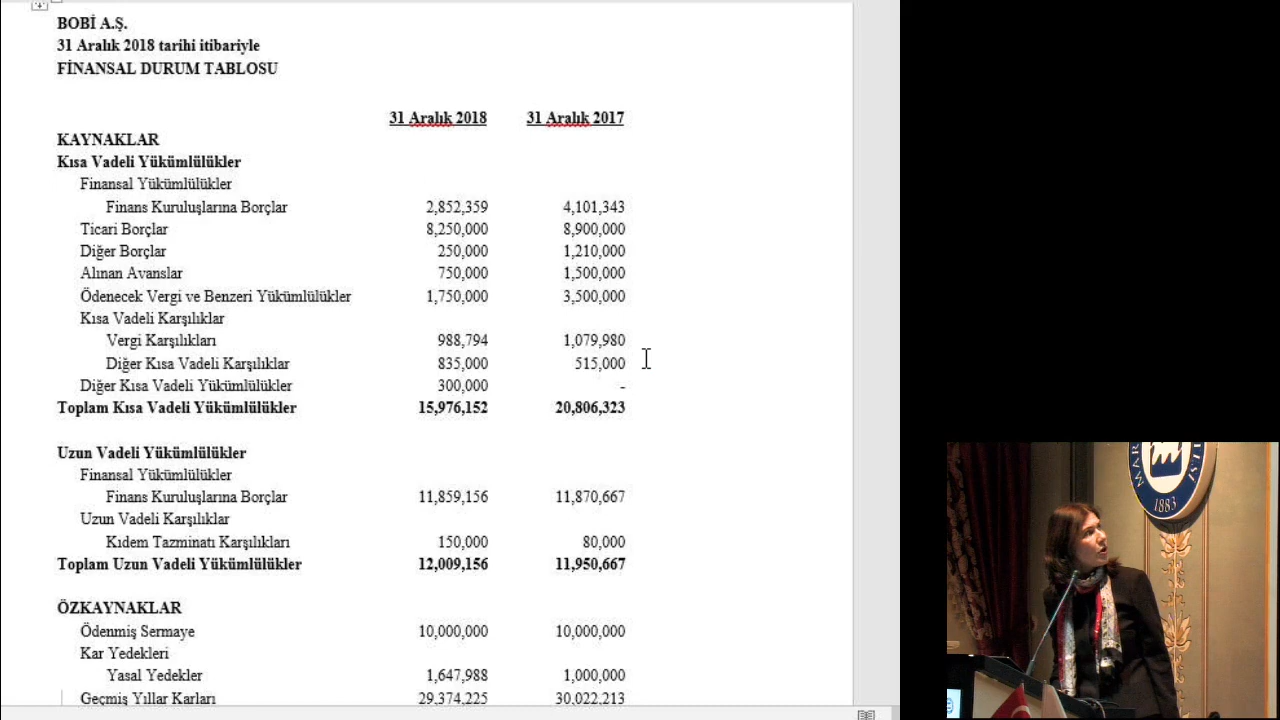 BOBİ A.Ş.
31 Aralık 2018 tarihi itibariyle
FİNANSAL DURUM TABLOSU
31 Aralık 2018 31 Aralık 2017
KAYNAKLAR
Kısa Vadeli Yükümlülükler
Finansal Yükümlülükler
Finans Kuruluşlarına Borçlar 2,852,359 4,101,343
Ticari Borçlar 8,250,000 8,900,000
Diğer Borçlar 250,000 1,210,000
Alınan Avanslar 750,000 1,500,000
Ödenecek Vergi ve Benzeri Yükümlülükler 1,750,000 3,500,000
Kısa Vadeli Karşılıklar
Vergi Karşılıkları 988,794 1,079,980
Diğer Kısa Vadeli Karşılıklar 835,000 515,000
Diğer Kısa Vadeli Yükümlülükler 300,000 -
Toplam Kısa Vadeli Yükümlülükler 15,976,152 20,806,323
Uzun Vadeli Yükümlülükler
Finansal Yükümlülükler
Finans Kuruluşlarına Borçlar 11,859,156 11,870,667
Uzun Vadeli Karşılıklar
Kıdem Tazminatı Karşılıkları 150,000 80,000
Toplam Uzun Vadeli Yükümlülükler 12,009,156 11,950,667
ÖZKAYNAKLAR
Ödenmiş Sermaye 10,000,000 10,000,000
Kar Yedekleri
Yasal Yedekler 1,647,988 1,000,000
Geçmiş Yıllar Karları 29,374,225 30,022,213
1883